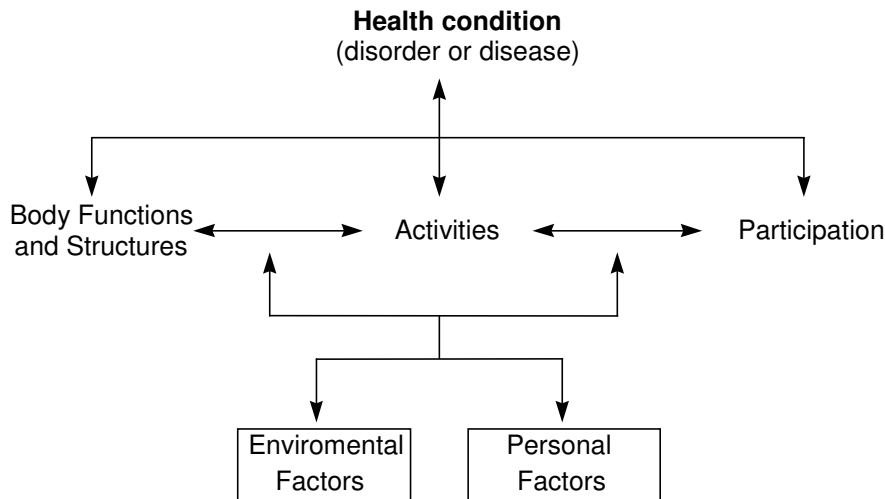 Health condition
(disorder or disease)
Body Functions
and Structures
Activities
Participation
Enviromental
Factors
Personal
Factors